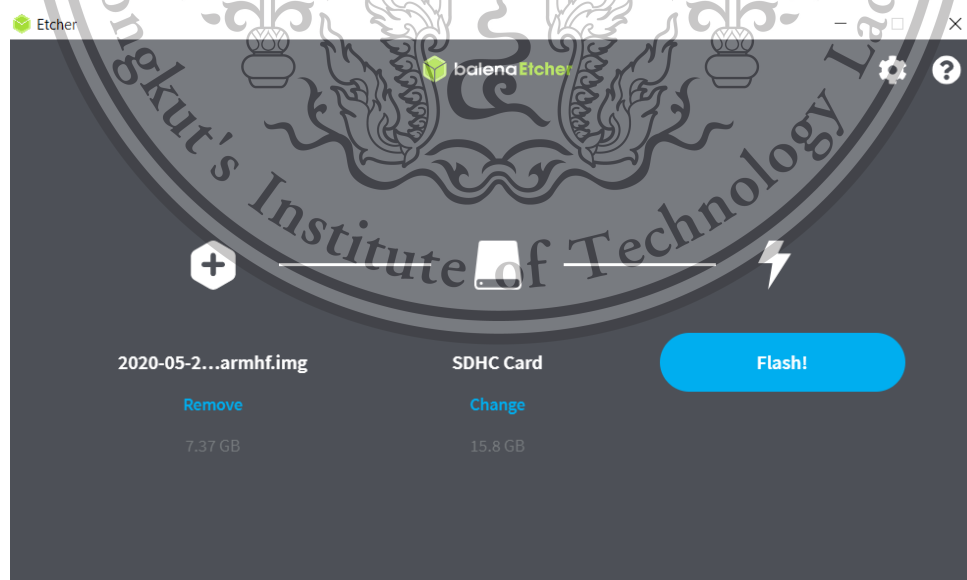 Etcher
balenaEtcher
ongkut's Institute of Technology
2020-05-2...armhf.img
SDHC Card
Flash!
Remove
Change
7.37 GB
15.8 GB